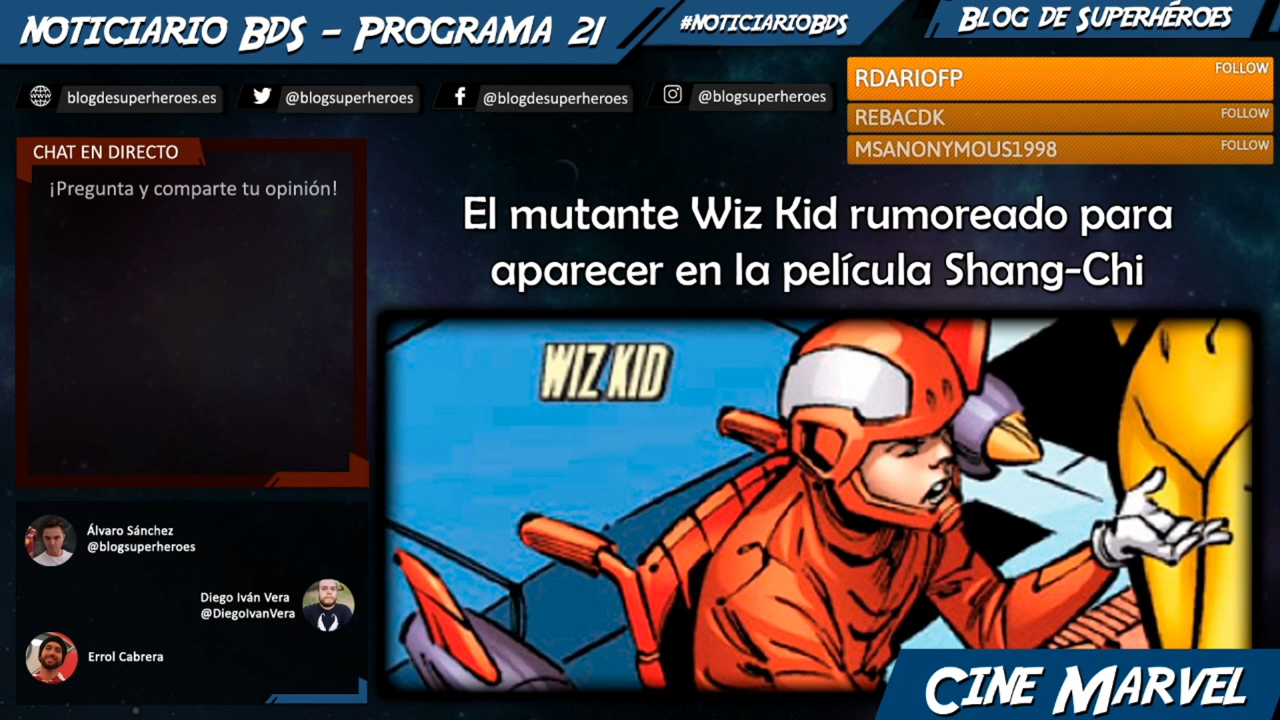 NOTICIARIO BDS - PROGRAMA 21
#NOTICIARIOBDS
BLOG DE SUPERHÉROES
www
blogdesuperheroes.es
@blogsuperheroes
@blogdesuperheroes
@blogsuperheroes
RDARIOFP FOLLOW
REBACDK FOLLOW
MSANONYMOUS1998 FOLLOW
CHAT EN DIRECTO
¡Pregunta y comparte tu opinión!
El mutante Wiz Kid rumoreado para
aparecer en la película Shang-Chi
WIZ KID
Álvaro Sánchez
@blogsuperheroes
Diego Iván Vera
@DiegoIvanVera
Errol Cabrera
CINE MARVEL